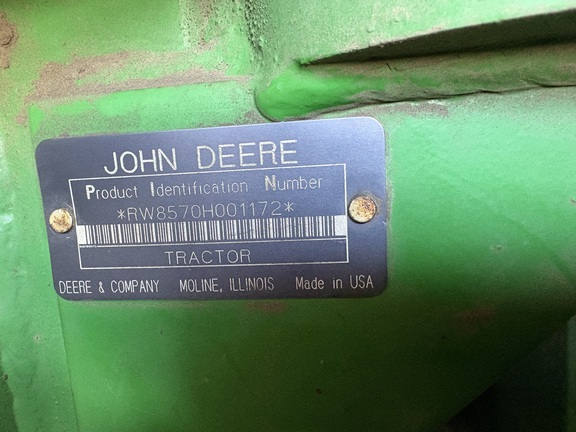 JOHN DEERE
Product Identification Number
*RW8570H001172*
TRACTOR
DEERE & COMPANY MOLINE, ILLINOIS Made in USA